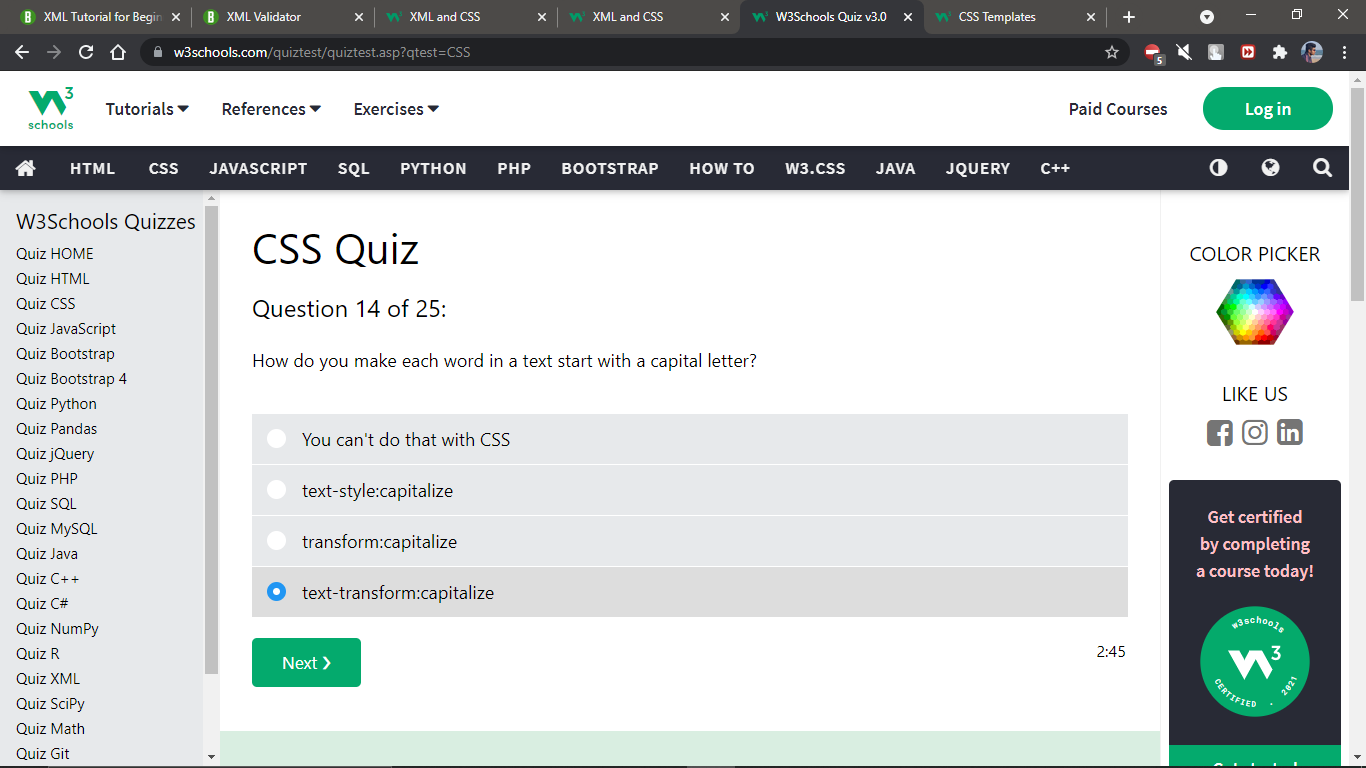 XML Tutorial for Begin
XML Validator
XML and CSS
XML and CSS
W3Schools Quiz v3.0
CSS Templates
w3schools.com/quiztest/quiztest.asp?qtest=CSS
5
3
schools
Tutorials
References
Exercises
Paid Courses
Log in
HTML
CSS
JAVASCRIPT
SQL
PYTHON
PHP
BOOTSTRAP
HOW TO
W3.CSS
JAVA
JQUERY
C++
W3Schools Quizzes
Quiz HOME
Quiz HTML
Quiz CSS
Quiz JavaScript
Quiz Bootstrap
Quiz Bootstrap 4
Quiz Python
Quiz Pandas
Quiz jQuery
Quiz PHP
Quiz SQL
Quiz MySQL
Quiz Java
Quiz C++
Quiz C#
Quiz NumPy
Quiz R
Quiz XML
Quiz SciPy
Quiz Math
Quiz Git
CSS Quiz
Question 14 of 25:
How do you make each word in a text start with a capital letter?
You can't do that with CSS
text-style:capitalize
transform:capitalize
text-transform:capitalize
Next ❯
2:45
COLOR PICKER
LIKE US
Get certified
by completing
a course today!
w3schools
3
CERTIFIED . 2021